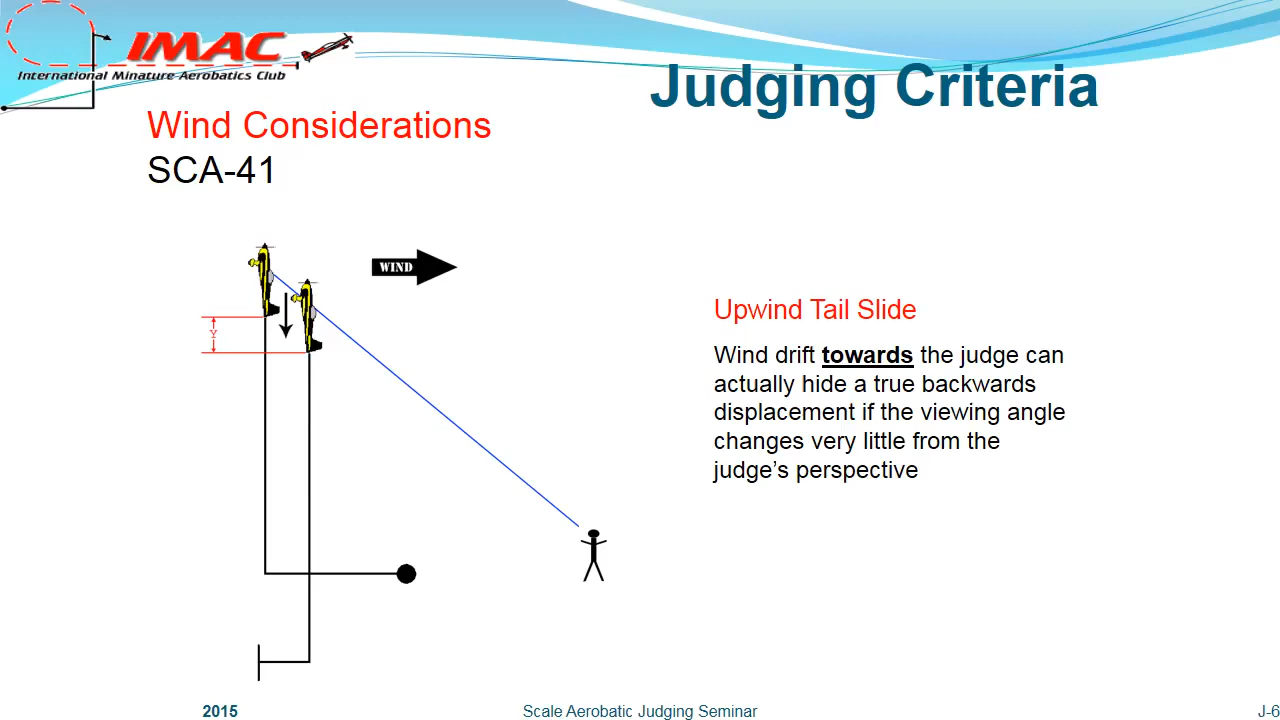 IMAC
International Minature Aerobatics Club
Judging Criteria
Wind Considerations
SCA-41
WIND
Y
Upwind Tail Slide
Wind drift towards the judge can
actually hide a true backwards
displacement if the viewing angle
changes very little from the
judge's perspective
2015
Scale Aerobatic Judging Seminar
J-6